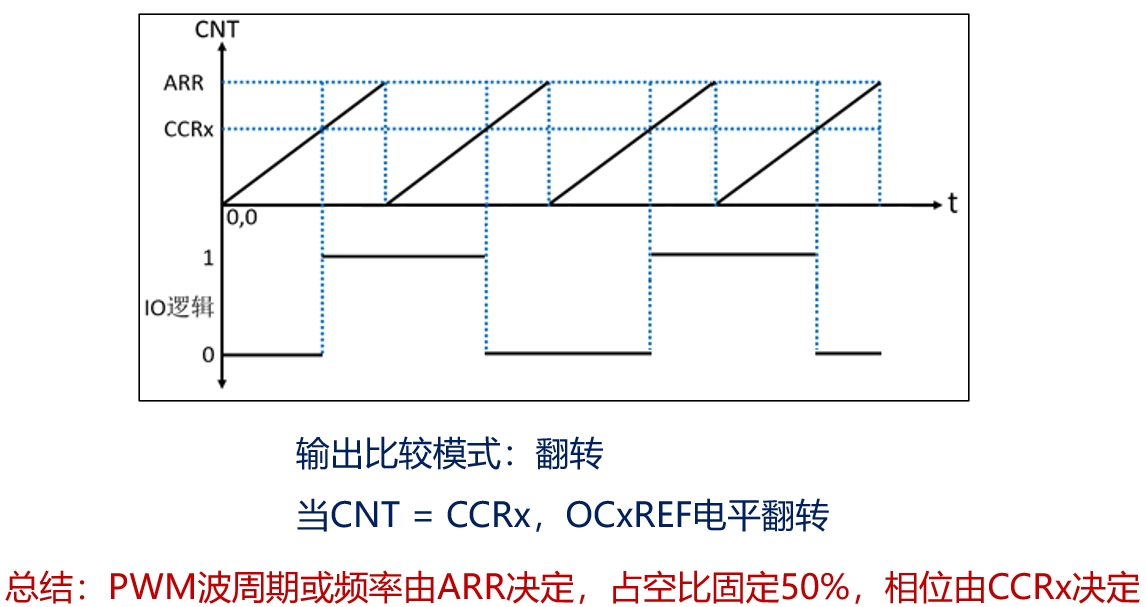 CNT
ARR
CCRx
t
0,0
1
IO逻辑
0
输出比较模式：翻转
当CNT = CCRx，OCxREF电平翻转
总结：PWM波周期或频率由ARR决定，占空比固定50%，相位由CCRx决定